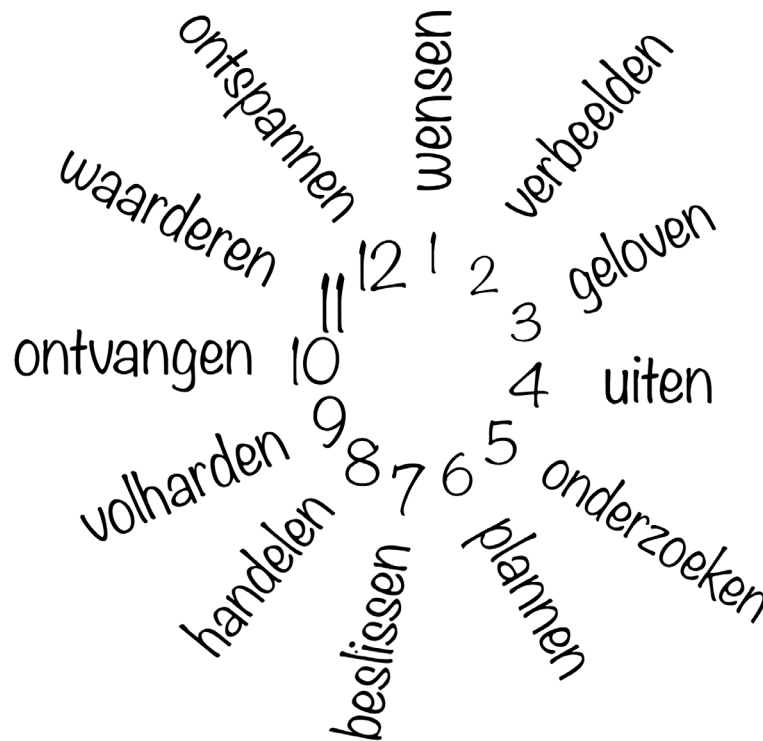 1 wensen
2 verbeelden
3 geloven
4 uiten
5 onderzoeken
6 plannen
7 beslissen
8 handelen
9 volharden
10 ontvangen
11 waarderen
12 ontspannen